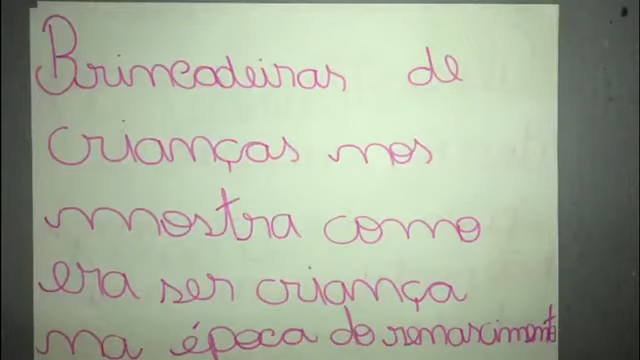 Brincadeiras de
crianças nos
mostra como
era ser criança
na época do renascimento